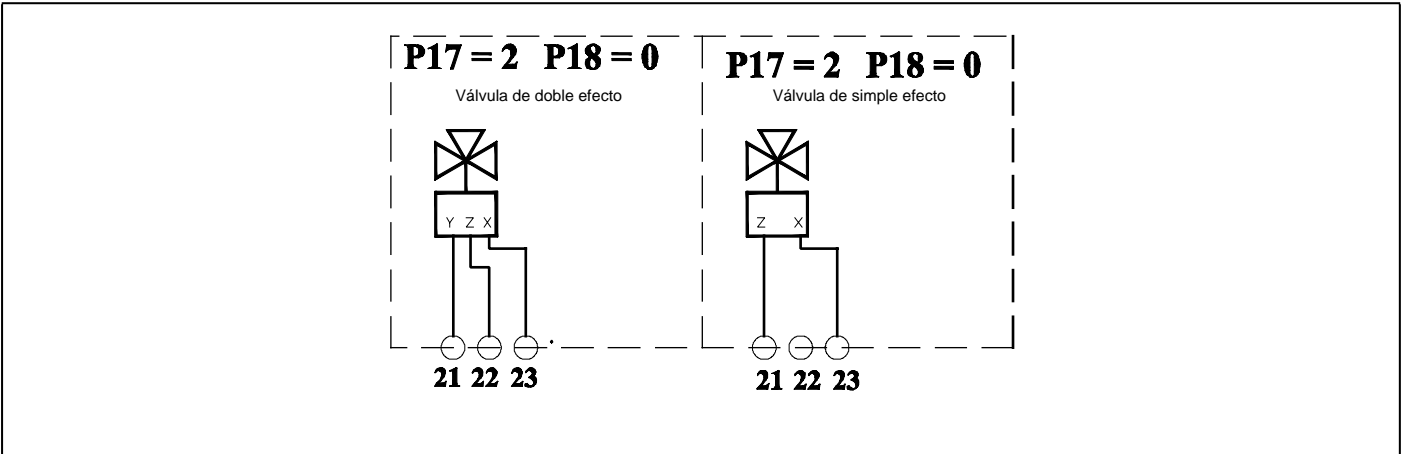 P17 = 2 P18 = 0
Válvula de doble efecto
Y Z X
21 22 23
P17 = 2 P18 = 0
Válvula de simple efecto
Z X
21 22 23